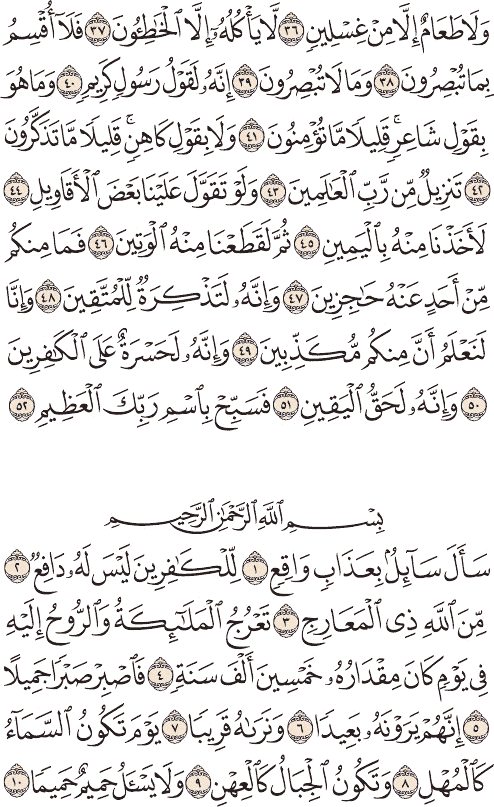 وَلَا طَعَامٌ إِلَّا مِنْ غِسْلِينٍ ٣٦ لَّا يَأْكُلُهُۥٓ إِلَّا ٱلْخَـٰطِـُٔونَ ٣٧ فَلَآ أُقْسِمُ
بِمَا تُبْصِرُونَ ٣٨ وَمَا لَا تُبْصِرُونَ ٣٩ إِنَّهُۥ لَقَوْلُ رَسُولٍ كَرِيمٍ ٤٠ وَمَا هُوَ
بِقَوْلِ شَاعِرٍ ۚ قَلِيلًا مَّا تُؤْمِنُونَ ٤١ وَلَا بِقَوْلِ كَاهِنٍ ۚ قَلِيلًا مَّا تَذَكَّرُونَ
٤٢ تَنزِيلٌ مِّن رَّبِّ ٱلْعَـٰلَمِينَ ٤٣ وَلَوْ تَقَوَّلَ عَلَيْنَا بَعْضَ ٱلْأَقَاوِيلِ ٤٤
لَأَخَذْنَا مِنْهُ بِٱلْيَمِينِ ٤٥ ثُمَّ لَقَطَعْنَا مِنْهُ ٱلْوَتِينَ ٤٦ فَمَا مِنكُم
مِّنْ أَحَدٍ عَنْهُ حَـٰجِزِينَ ٤٧ وَإِنَّهُۥ لَتَذْكِرَةٌ لِّلْمُتَّقِينَ ٤٨ وَإِنَّا
لَنَعْلَمُ أَنَّ مِنكُم مُّكَذِّبِينَ ٤٩ وَإِنَّهُۥ لَحَسْرَةٌ عَلَى ٱلْكَـٰفِرِينَ
٥٠ وَإِنَّهُۥ لَحَقُّ ٱلْيَقِينِ ٥١ فَسَبِّحْ بِٱسْمِ رَبِّكَ ٱلْعَظِيمِ ٥٢
بِسْمِ ٱللَّهِ ٱلرَّحْمَـٰنِ ٱلرَّحِيمِ
سَأَلَ سَآئِلٌۢ بِعَذَابٍ وَاقِعٍ ١ لِّلْكَـٰفِرِينَ لَيْسَ لَهُۥ دَافِعٌ ٢
مِّنَ ٱللَّهِ ذِى ٱلْمَعَارِجِ ٣ تَعْرُجُ ٱلْمَلَـٰٓئِكَةُ وَٱلرُّوحُ إِلَيْهِ
فِى يَوْمٍ كَانَ مِقْدَارُهُۥ خَمْسِينَ أَلْفَ سَنَةٍ ٤ فَٱصْبِرْ صَبْرًا جَمِيلًا
٥ إِنَّهُمْ يَرَوْنَهُۥ بَعِيدًا ٦ وَنَرَىٰهُ قَرِيبًا ٧ يَوْمَ تَكُونُ ٱلسَّمَآءُ
كَٱلْمُهْلِ ٨ وَتَكُونُ ٱلْجِبَالُ كَٱلْعِهْنِ ٩ وَلَا يَسْـَٔلُ حَمِيمٌ حَمِيمًا ١٠